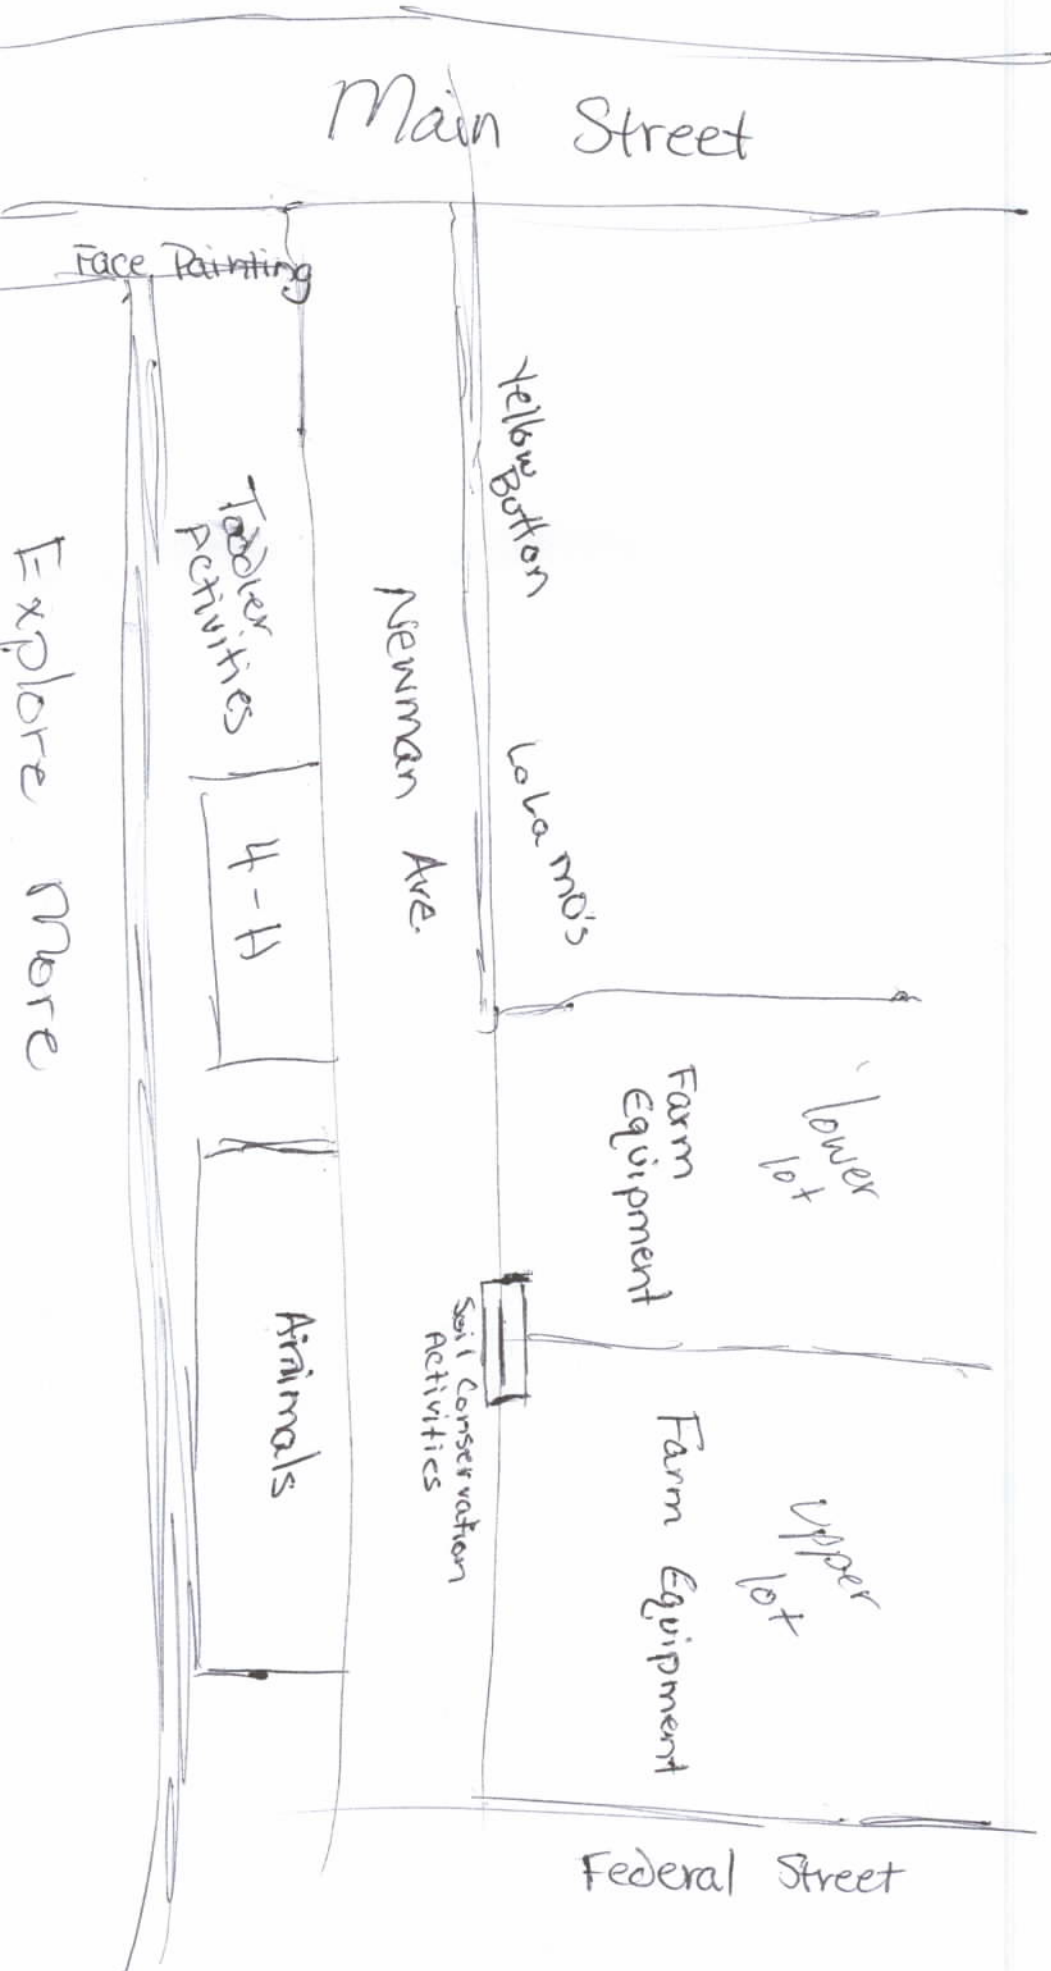 Main Street
Face Painting
Yellow
Button
Toddler
Activities
Newman Ave.
LoLa mo's
Explore More
4-H
Farm
Equipment
lower
lot
Animals
Soil Conservation
Activities
Farm Equipment
upper
lot
Federal Street